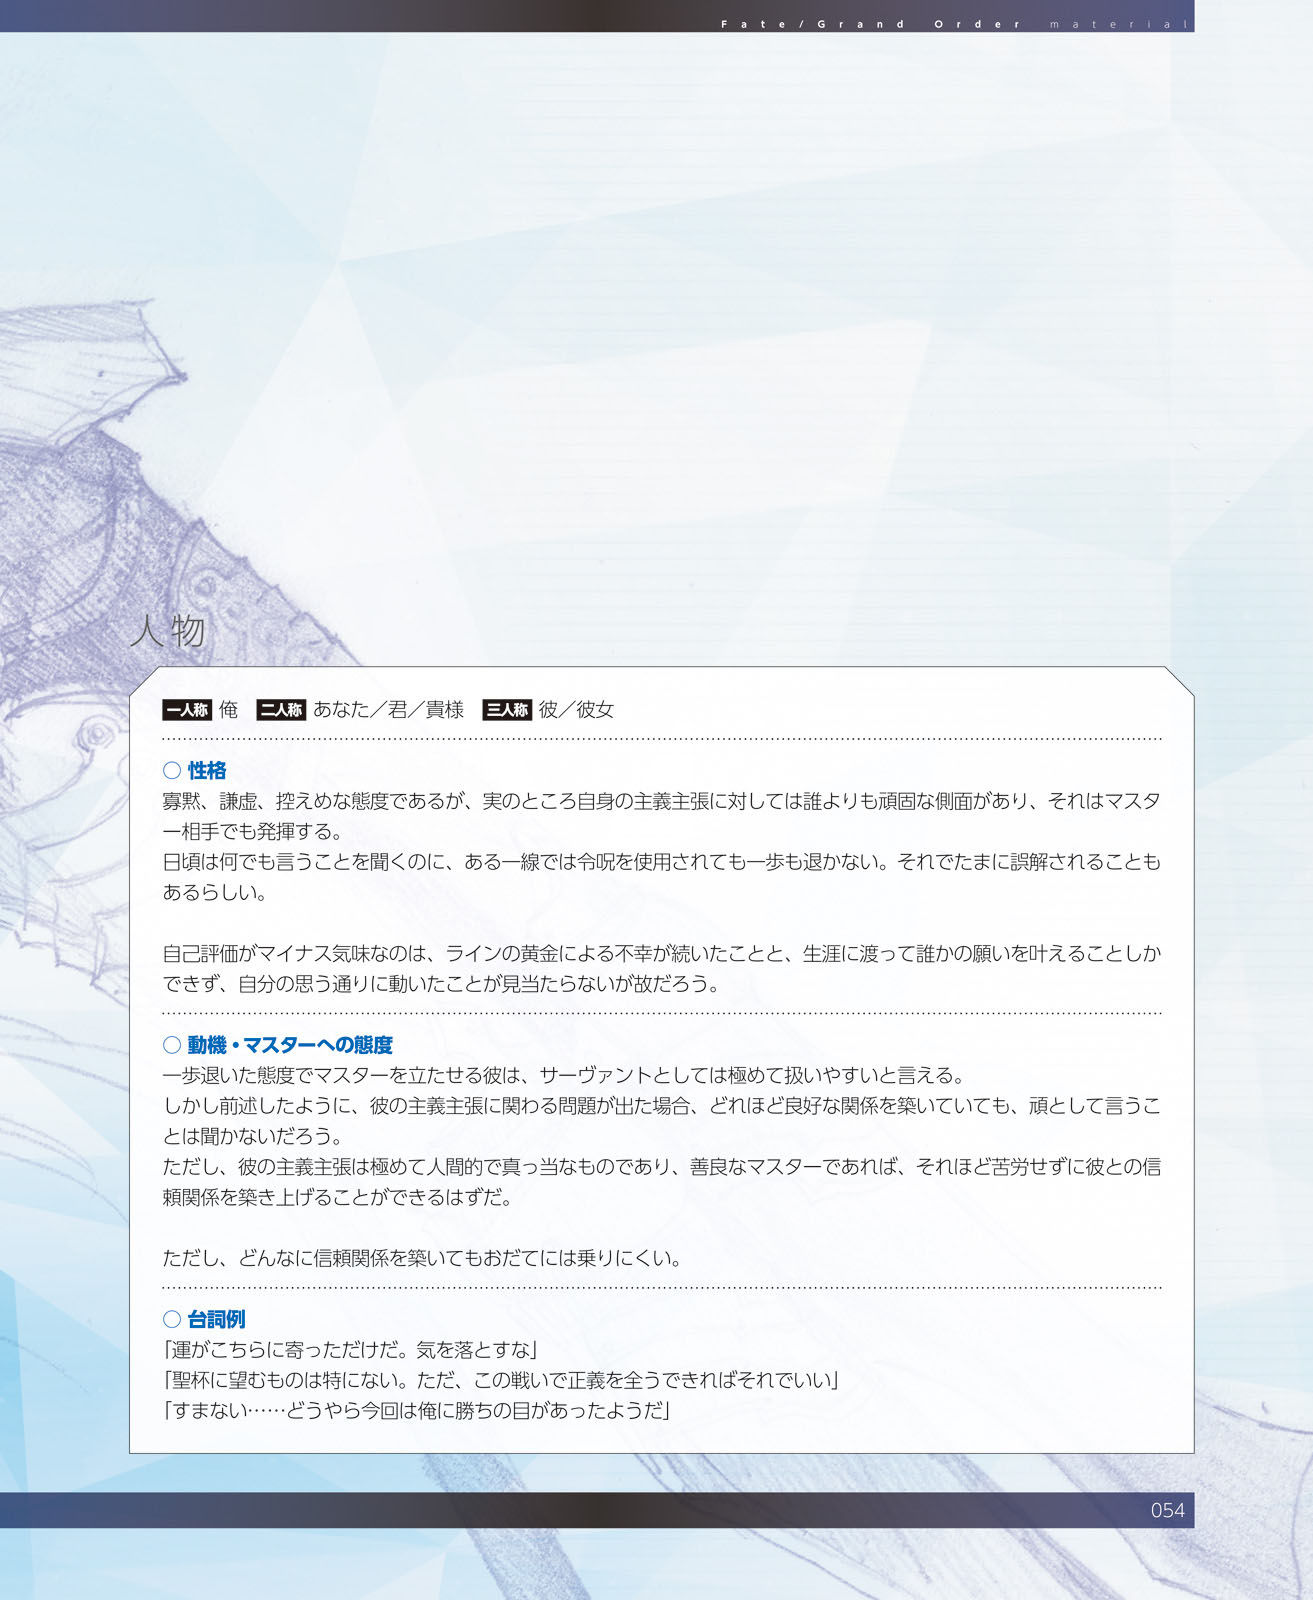 Fate/Grand Order material
人物
一人称 俺 二人称 あなた／君／貴様 三人称 彼／彼女
○ 性格
寡黙、謙虚、控えめな態度であるが、実のところ自身の主義主張に対しては誰よりも頑固な側面があり、それはマスタ
ー相手でも発揮する。
日頃は何でも言うことを聞くのに、ある一線では令呪を使用されても一歩も退かない。それでたまに誤解されることも
あるらしい。
自己評価がマイナス気味なのは、ラインの黄金による不幸が続いたことと、生涯に渡って誰かの願いを叶えることしか
できず、自分の思う通りに動いたことが見当たらないが故だろう。
○ 動機・マスターへの態度
一歩退いた態度でマスターを立たせる彼は、サーヴァントとしては極めて扱いやすいと言える。
しかし前述したように、彼の主義主張に関わる問題が出た場合、どれほど良好な関係を築いていても、頑として言うこ
とは聞かないだろう。
ただし、彼の主義主張は極めて人間的で真っ当なものであり、善良なマスターであれば、それほど苦労せずに彼との信
頼関係を築き上げることができるはずだ。
ただし、どんなに信頼関係を築いてもおだてには乗りにくい。
○ 台詞例
「運がこちらに寄っただけだ。気を落とすな」
「聖杯に望むものは特にない。ただ、この戦いで正義を全うできればそれでいい」
「すまない……どうやら今回は俺に勝ちの目があったようだ」
054